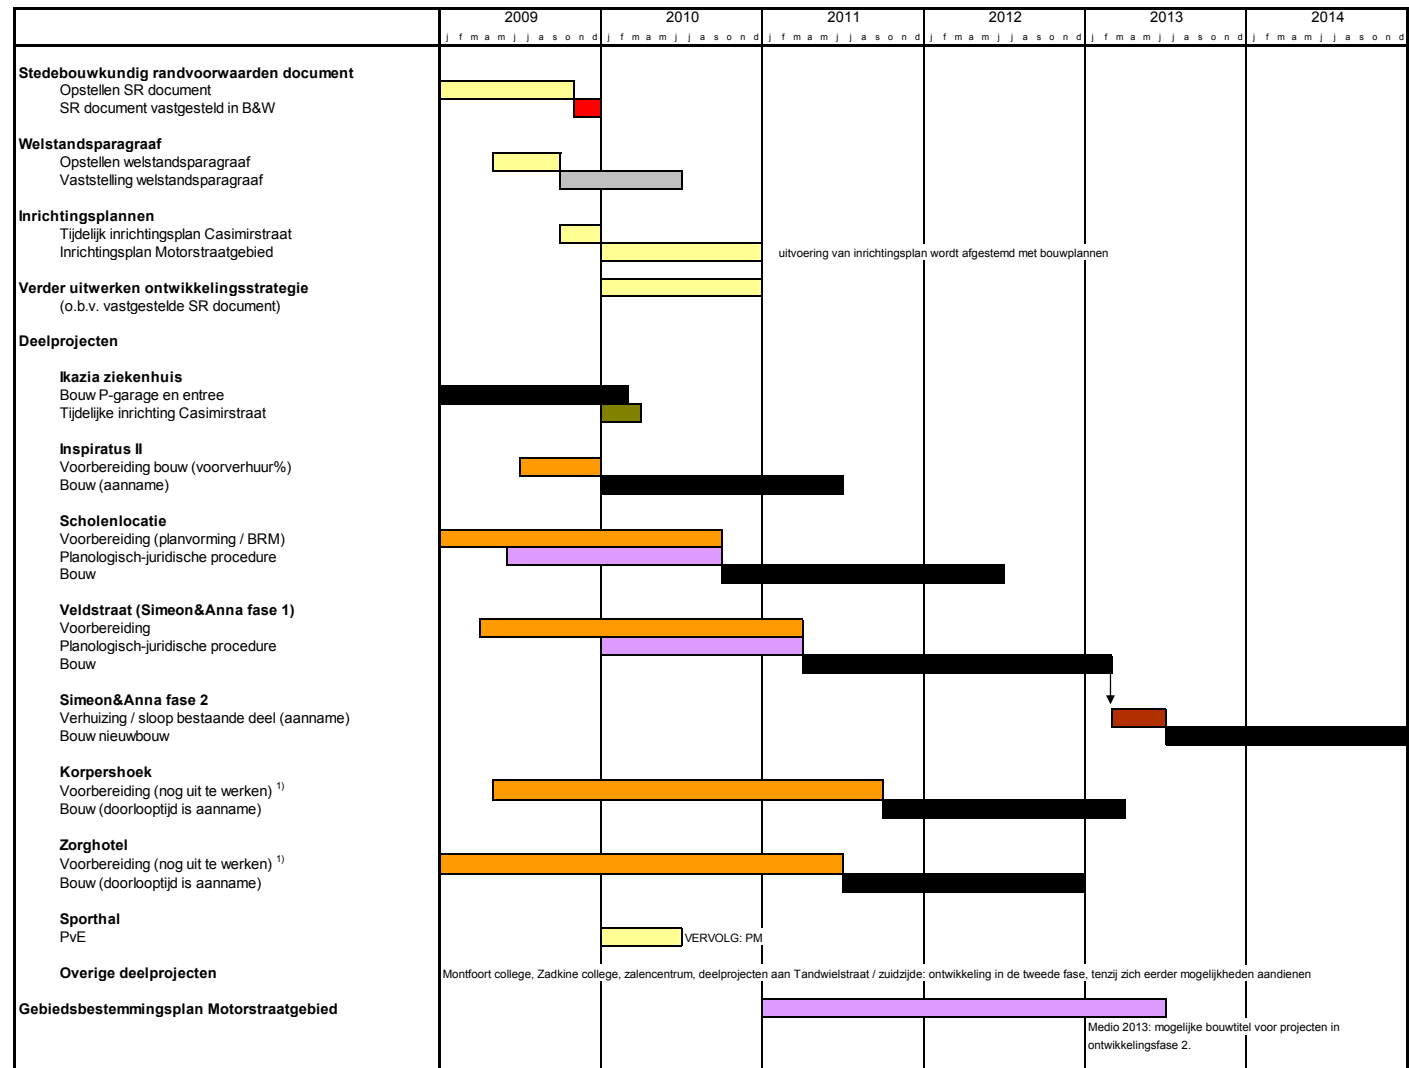 2009 2010 2011 2012 2013 2014
j f m a m j j a s o n d j f m a m j j a s o n d j f m a m j j a s o n d j f m a m j j a s o n d j f m a m j j a s o n d j f m a m j j a s o n d
Stedebouwkundig randvoorwaarden document
Opstellen SR document
SR document vastgesteld in B&W
Welstandsparagraaf
Opstellen welstandsparagraaf
Vaststelling welstandsparagraaf
Inrichtingsplannen
Tijdelijk inrichtingsplan Casimirstraat
Inrichtingsplan Motorstraatgebied uitvoering van inrichtingsplan wordt afgestemd met bouwplannen
Verder uitwerken ontwikkelingsstrategie
(o.b.v. vastgestelde SR document)
Deelprojecten
Ikazia ziekenhuis
Bouw P-garage en entree
Tijdelijke inrichting Casimirstraat
Inspiratus II
Voorbereiding bouw (voorverhuur%)
Bouw (aanname)
Scholenlocatie
Voorbereiding (planvorming / BRM)
Planologisch-juridische procedure
Bouw
Veldstraat (Simeon&Anna fase 1)
Voorbereiding
Planologisch-juridische procedure
Bouw
Simeon&Anna fase 2
Verhuizing / sloop bestaande deel (aanname)
Bouw nieuwbouw
Korpershoek
Voorbereiding (nog uit te werken) 1)
Bouw (doorlooptijd is aanname)
Zorghotel
Voorbereiding (nog uit te werken) 1)
Bouw (doorlooptijd is aanname)
Sporthal
PvE VERVOLG: PM
Overige deelprojecten Montfoort college, Zadkine college, zalencentrum, deelprojecten aan Tandwielstraat / zuidzijde: ontwikkeling in de tweede fase, tenzij zich eerder mogelijkheden aandienen
Gebiedsbestemmingsplan Motorstraatgebied
Medio 2013: mogelijke bouwtitel voor projecten in
ontwikkelingsfase 2.